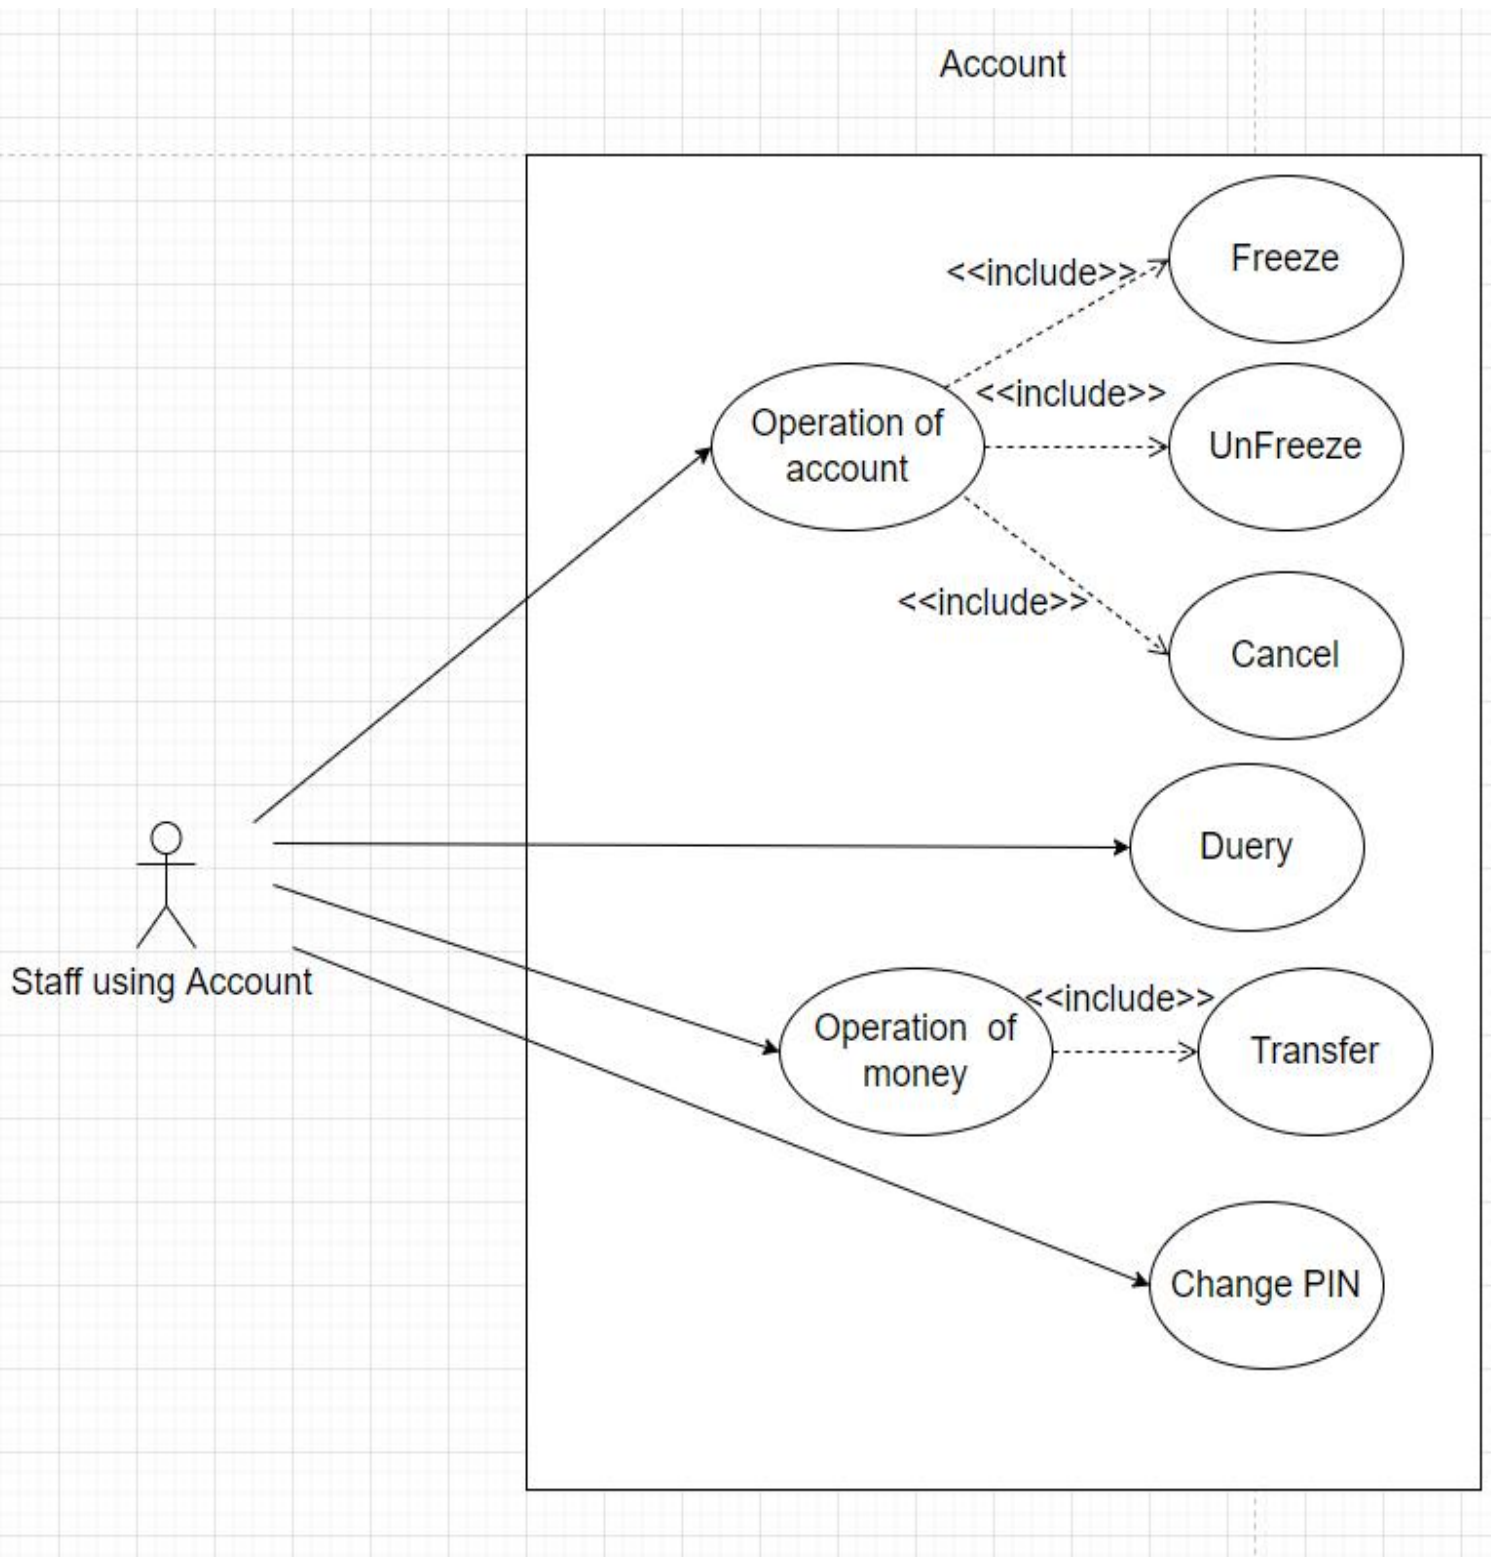 Account
<<include>>
Freeze
<<include>>
Operation of
account
UnFreeze
<<include>>
Cancel
Duery
Staff using Account
<<include>>
Operation  of
money
Transfer
Change PIN